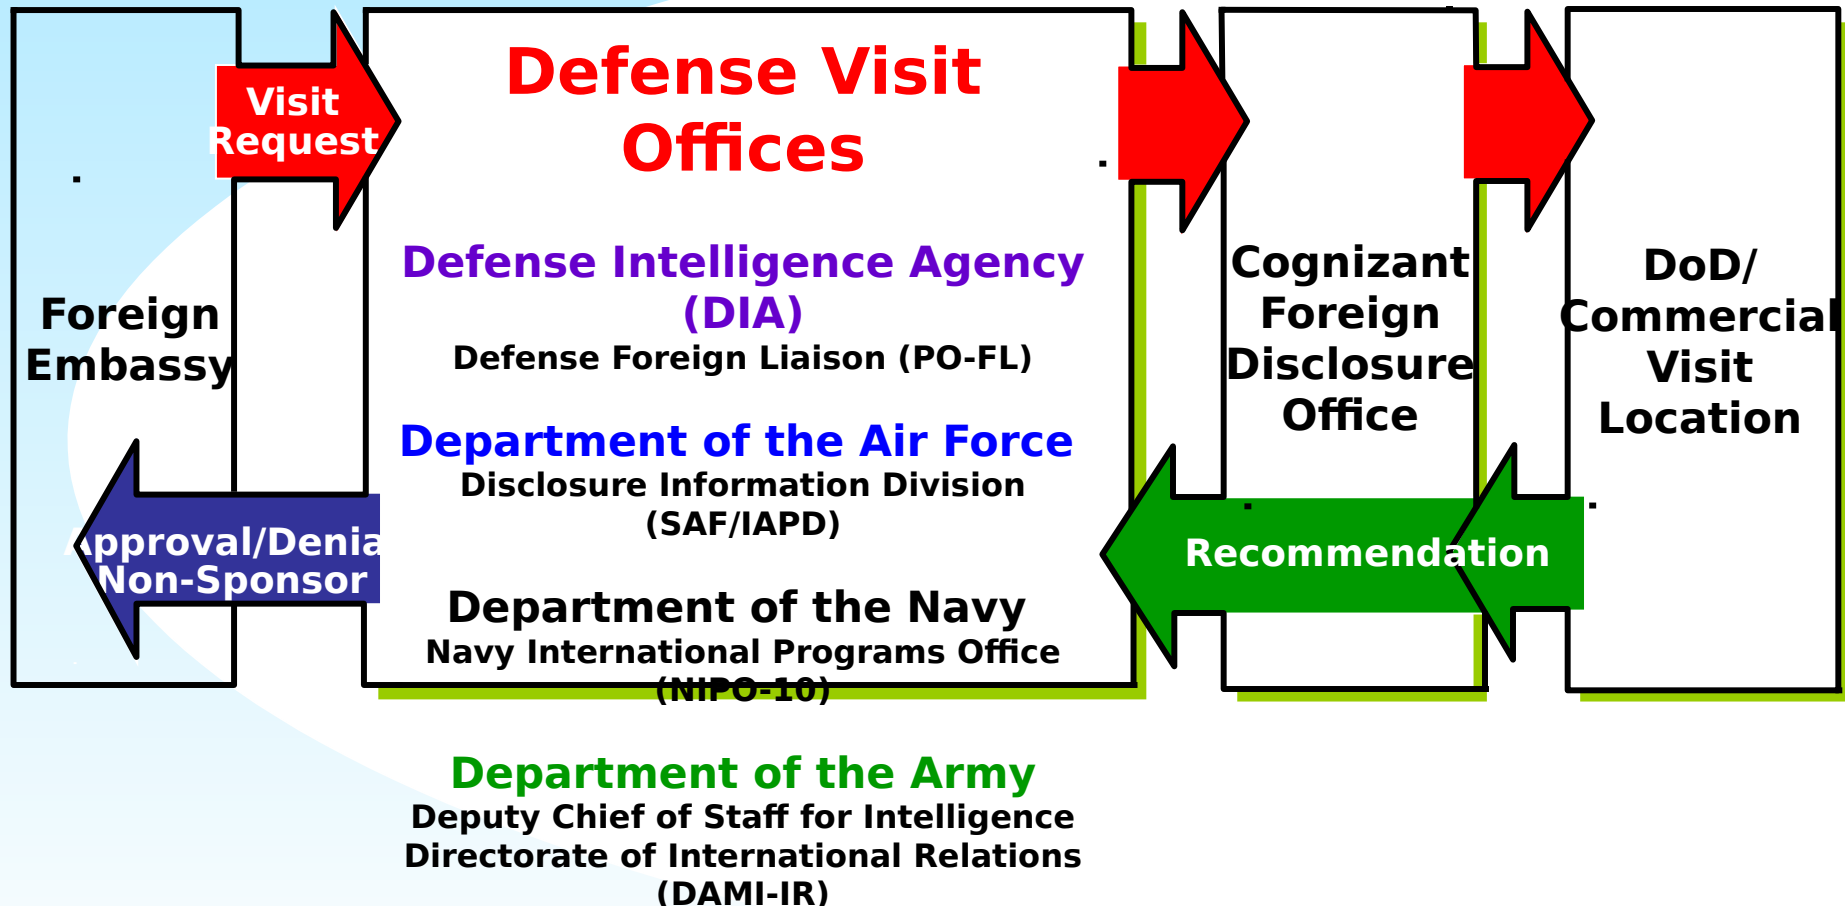 Visit
Request
Foreign
Embassy
Approval/Denia
Non-Sponsor
Defense Visit
Offices
Defense Intelligence Agency
(DIA)
Defense Foreign Liaison (PO-FL)
Department of the Air Force
Disclosure Information Division
(SAF/IAPD)
Department of the Navy
Navy International Programs Office
(NIPO-10)
Department of the Army
Deputy Chief of Staff for Intelligence
Directorate of International Relations
(DAMI-IR)
Cognizant
Foreign
Disclosure
Office
Recommendation
DoD/
Commercial
Visit
Location